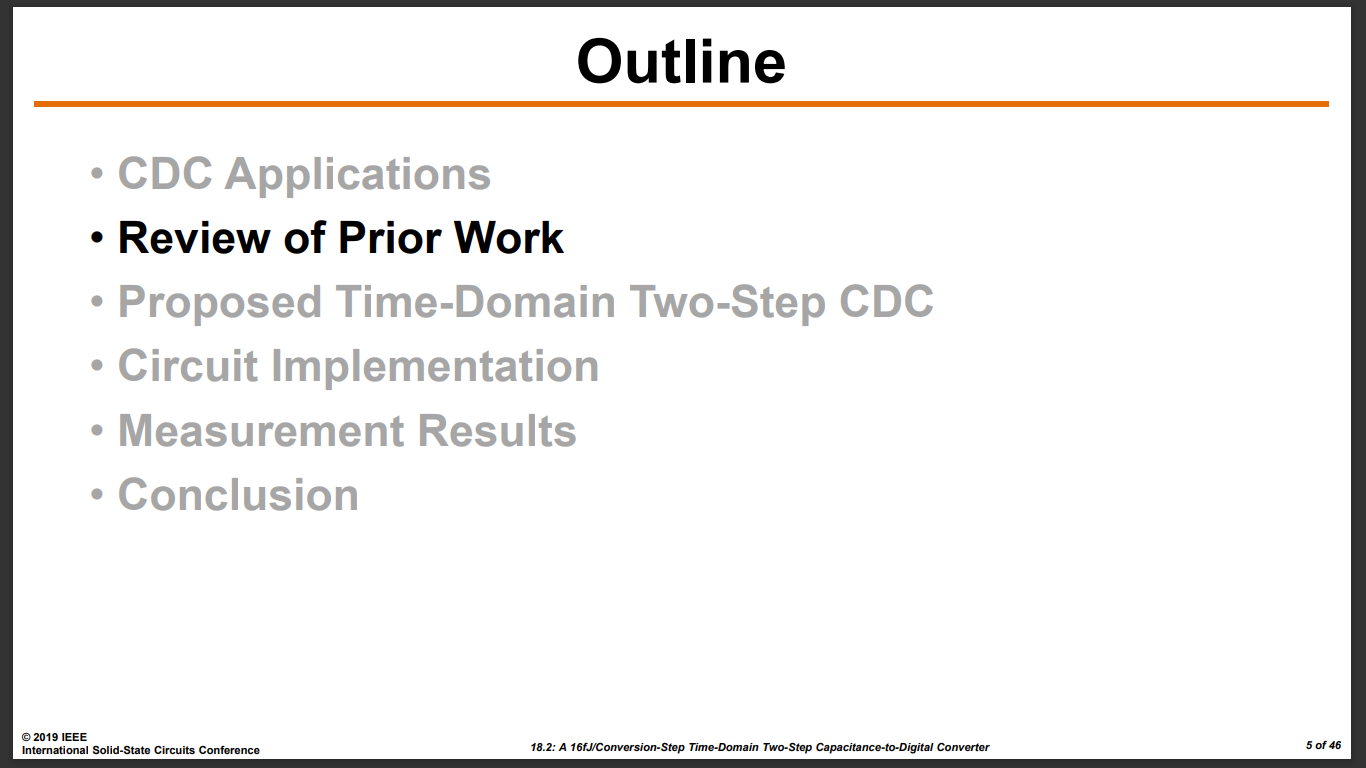 Outline
• CDC Applications
• Review of Prior Work
• Proposed Time-Domain Two-Step CDC
• Circuit Implementation
• Measurement Results
• Conclusion
© 2019 IEEE
International Solid-State Circuits Conference
18.2: A 16fJ/Conversion-Step Time-Domain Two-Step Capacitance-to-Digital Converter
5 of 46